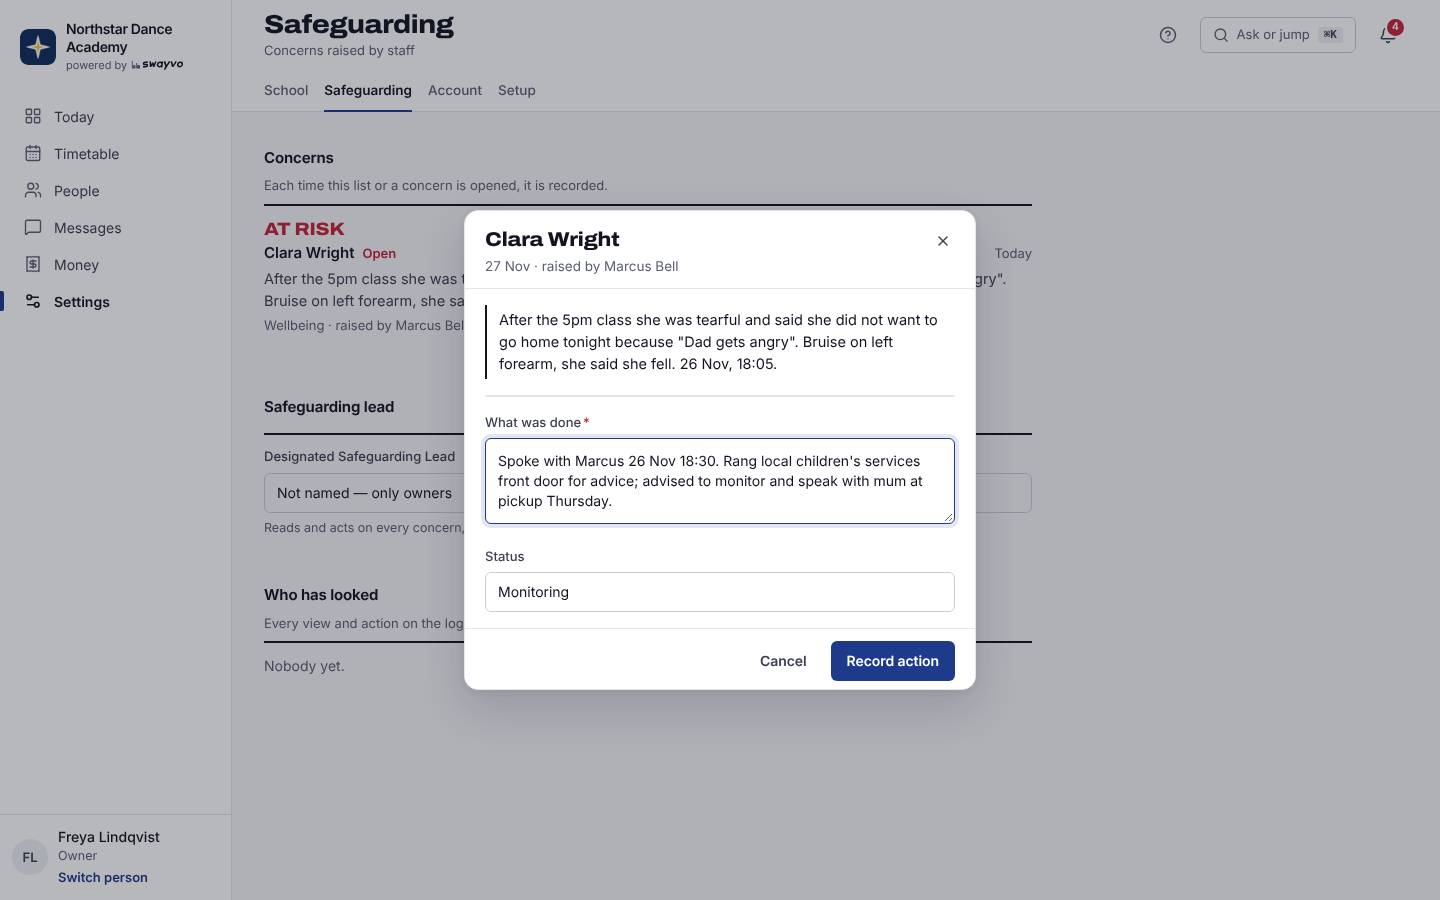 Northstar Dance
Academy
powered by swayvo
Today
Timetable
People
Messages
Money
Settings
FL
Freya Lindqvist
Owner
Switch person
Safeguarding
Concerns raised by staff
Ask or jump ⌘K
4
School Safeguarding Account Setup
Concerns
Each time this list or a concern is opened, it is recorded.
AT RISK
Clara Wright Open
Today
After the 5pm class she was
gry".
Bruise on left forearm, she sa
Wellbeing · raised by Marcus Bel
Safeguarding lead
Designated Safeguarding Lead
Not named — only owners
Reads and acts on every concern,
Who has looked
Every view and action on the log
Nobody yet.
Clara Wright
27 Nov · raised by Marcus Bell
After the 5pm class she was tearful and said she did not want to
go home tonight because "Dad gets angry". Bruise on left
forearm, she said she fell. 26 Nov, 18:05.
What was done *
Spoke with Marcus 26 Nov 18:30. Rang local children's services
front door for advice; advised to monitor and speak with mum at
pickup Thursday.
Status
Monitoring
Cancel
Record action